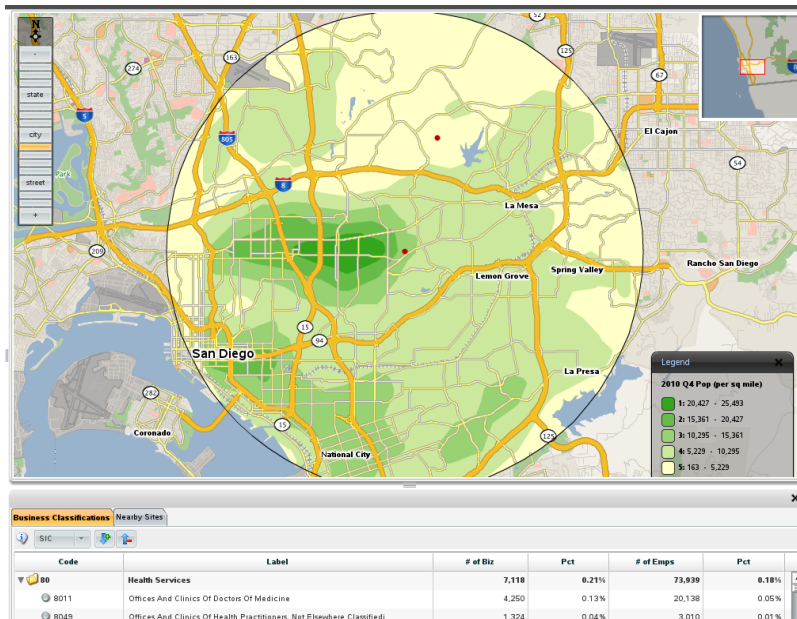 N
52
163
125
274
67
-
state
5
city
805
El Cajon
54
street
Park
8
+
La Mesa
209
Rancho San Diego
Lemon Grove
Spring Valley
15
94
San Diego
Legend X
La Presa
2010 Q4 Pop (per sq mile)
282
1: 20,427 - 25,493
2: 15,361 - 20,427
15
Coronado
125
3: 10,295 - 15,361
4: 5,229 - 10,295
National City
5: 163 - 5,229
Business Classifications Nearby Sites
SIC
Code Label # of Biz Pct # of Emps Pct
80 Health Services 7,118 0.21% 73,939 0.18%
8011 Offices And Clinics Of Doctors Of Medicine 4,250 0.13% 20,138 0.05%
8049 Offices And Clinics Of Health Practitioners, Not Elsewhere Classifiedi 1,324 0.04% 3,010 0.01%